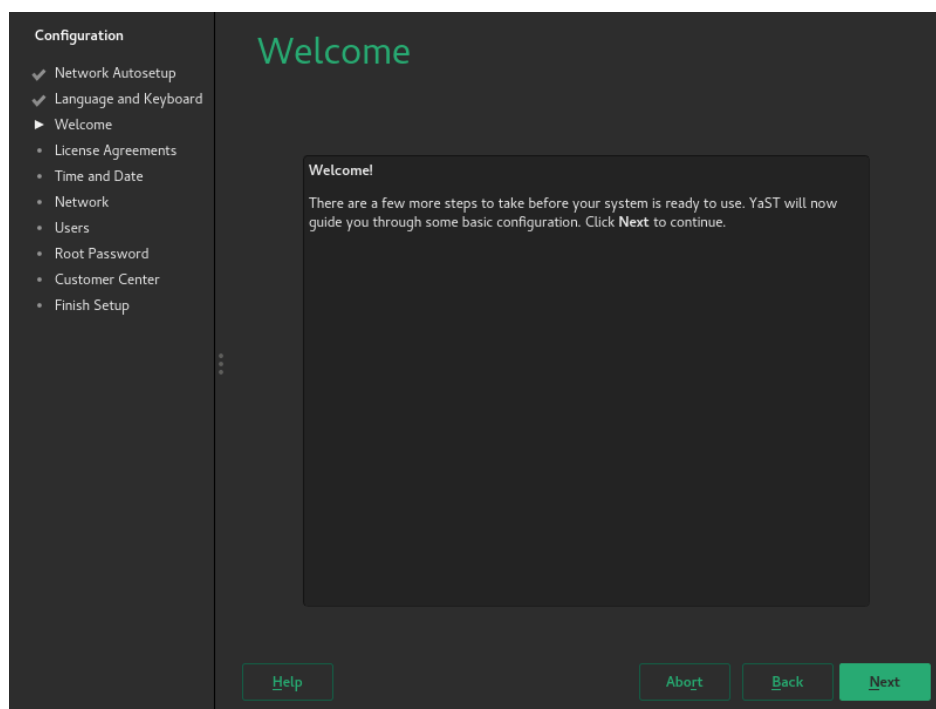 Configuration
Network Autosetup
Language and Keyboard
Welcome
License Agreements
Time and Date
Network
Users
Root Password
Customer Center
Finish Setup
Welcome
Welcome!
There are a few more steps to take before your system is ready to use. YaST will now
guide you through some basic configuration. Click Next to continue.
Help
Abort
Back
Next